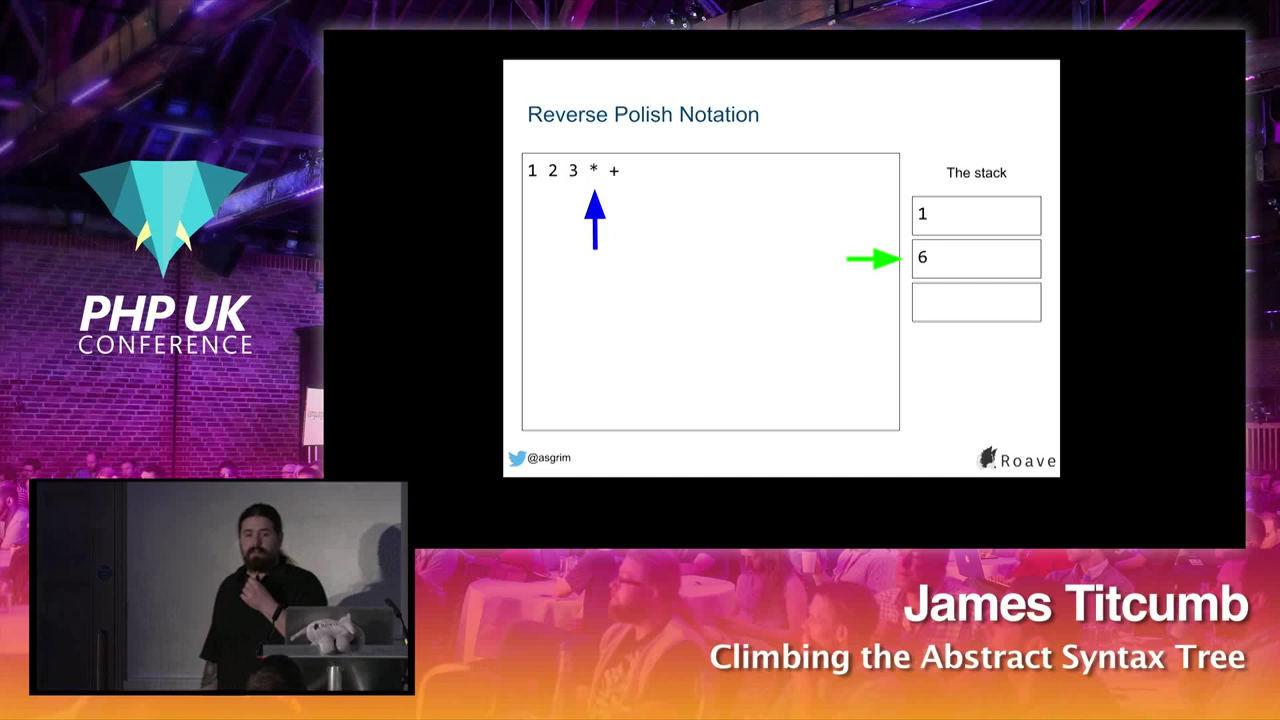 Reverse Polish Notation
1 2 3 * +
The stack
1
6
@asgrim
Roave
PHP UK
CONFERENCE
James Titcumb
Climbing the Abstract Syntax Tree